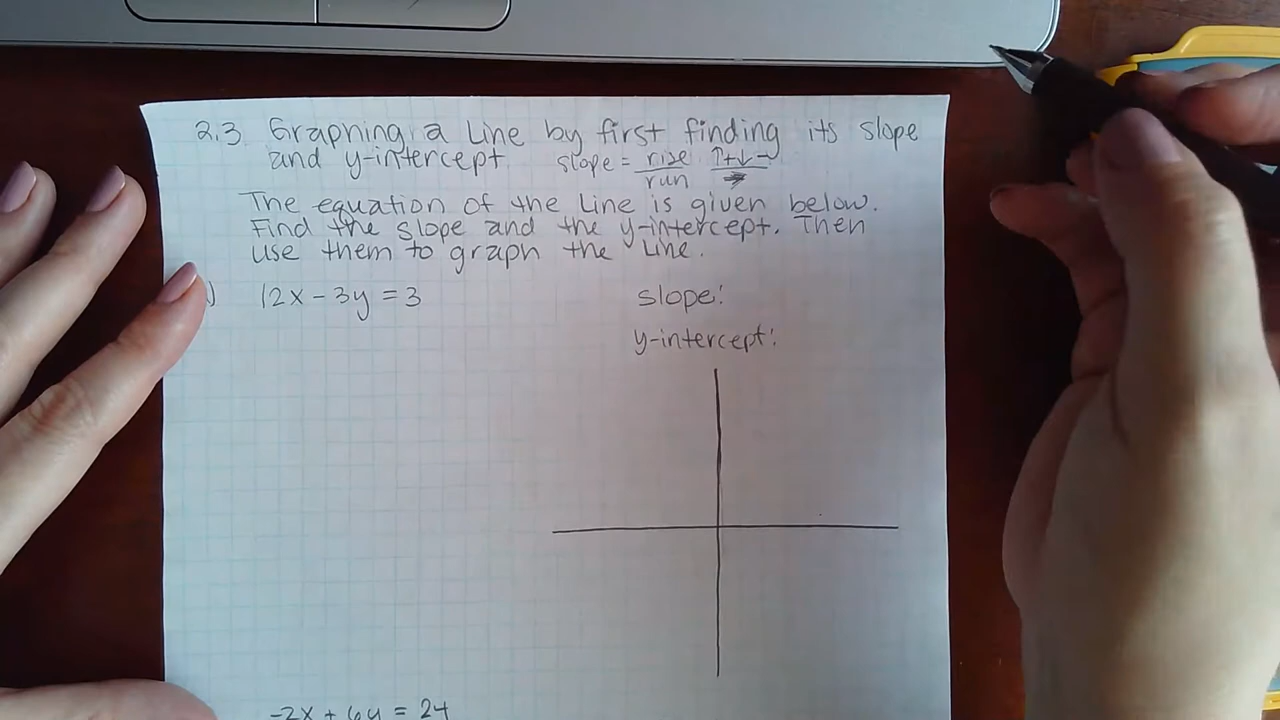 2.3 Graphing a Line by first finding its slope
and y-intercept slope = rise/run ↑+↓-/→
The equation of the line is given below.
Find the slope and the y-intercept. Then
use them to graph the line.
12x - 3y = 3
slope:
y-intercept:
-2x + 6y = 24